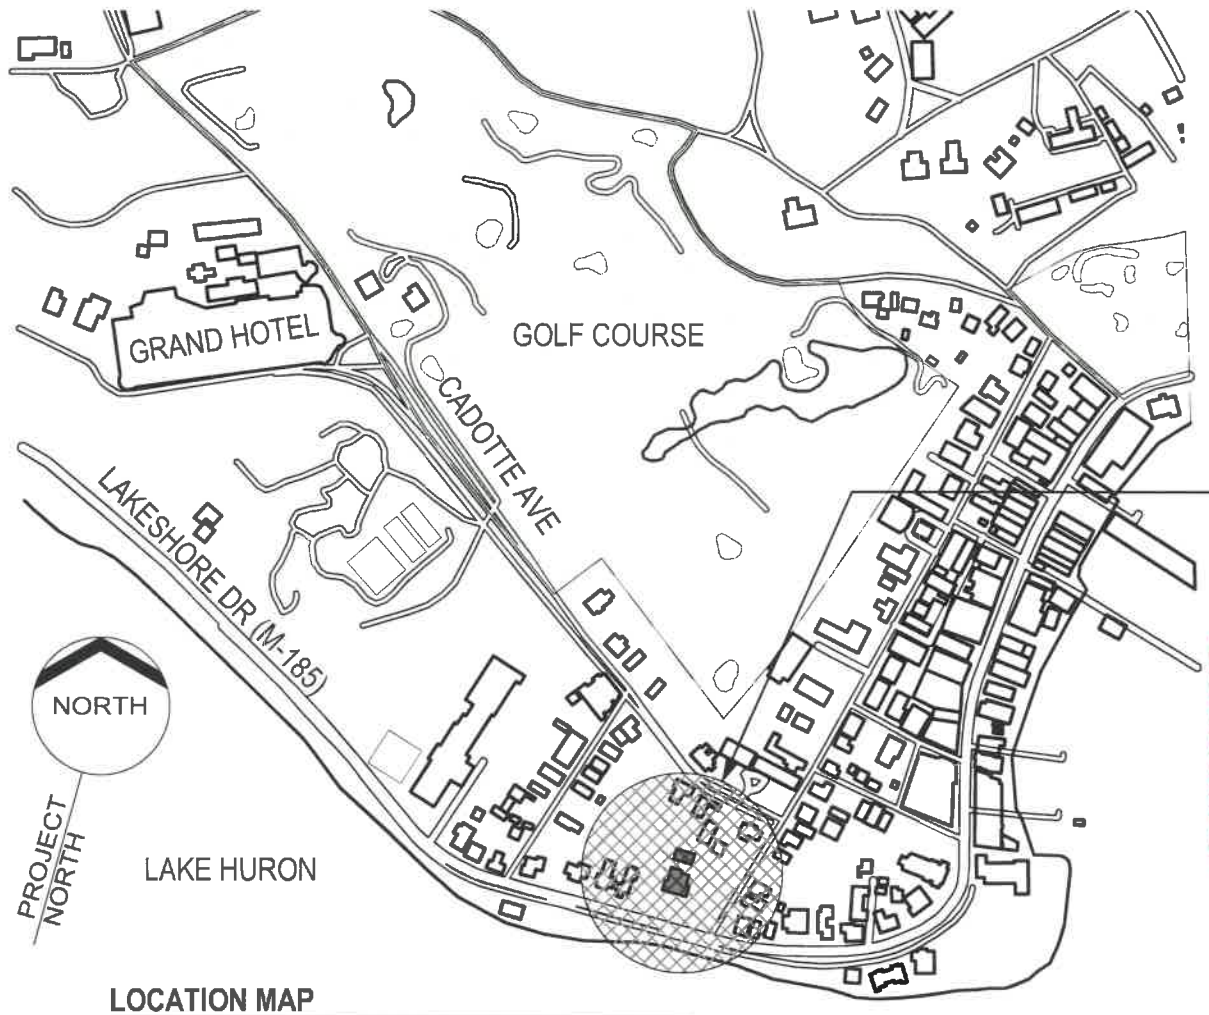 GRAND HOTEL
GOLF COURSE
CADOTTE AVE
LAKESHORE DR (M-185)
NORTH
PROJECT
NORTH
LAKE HURON
LOCATION MAP